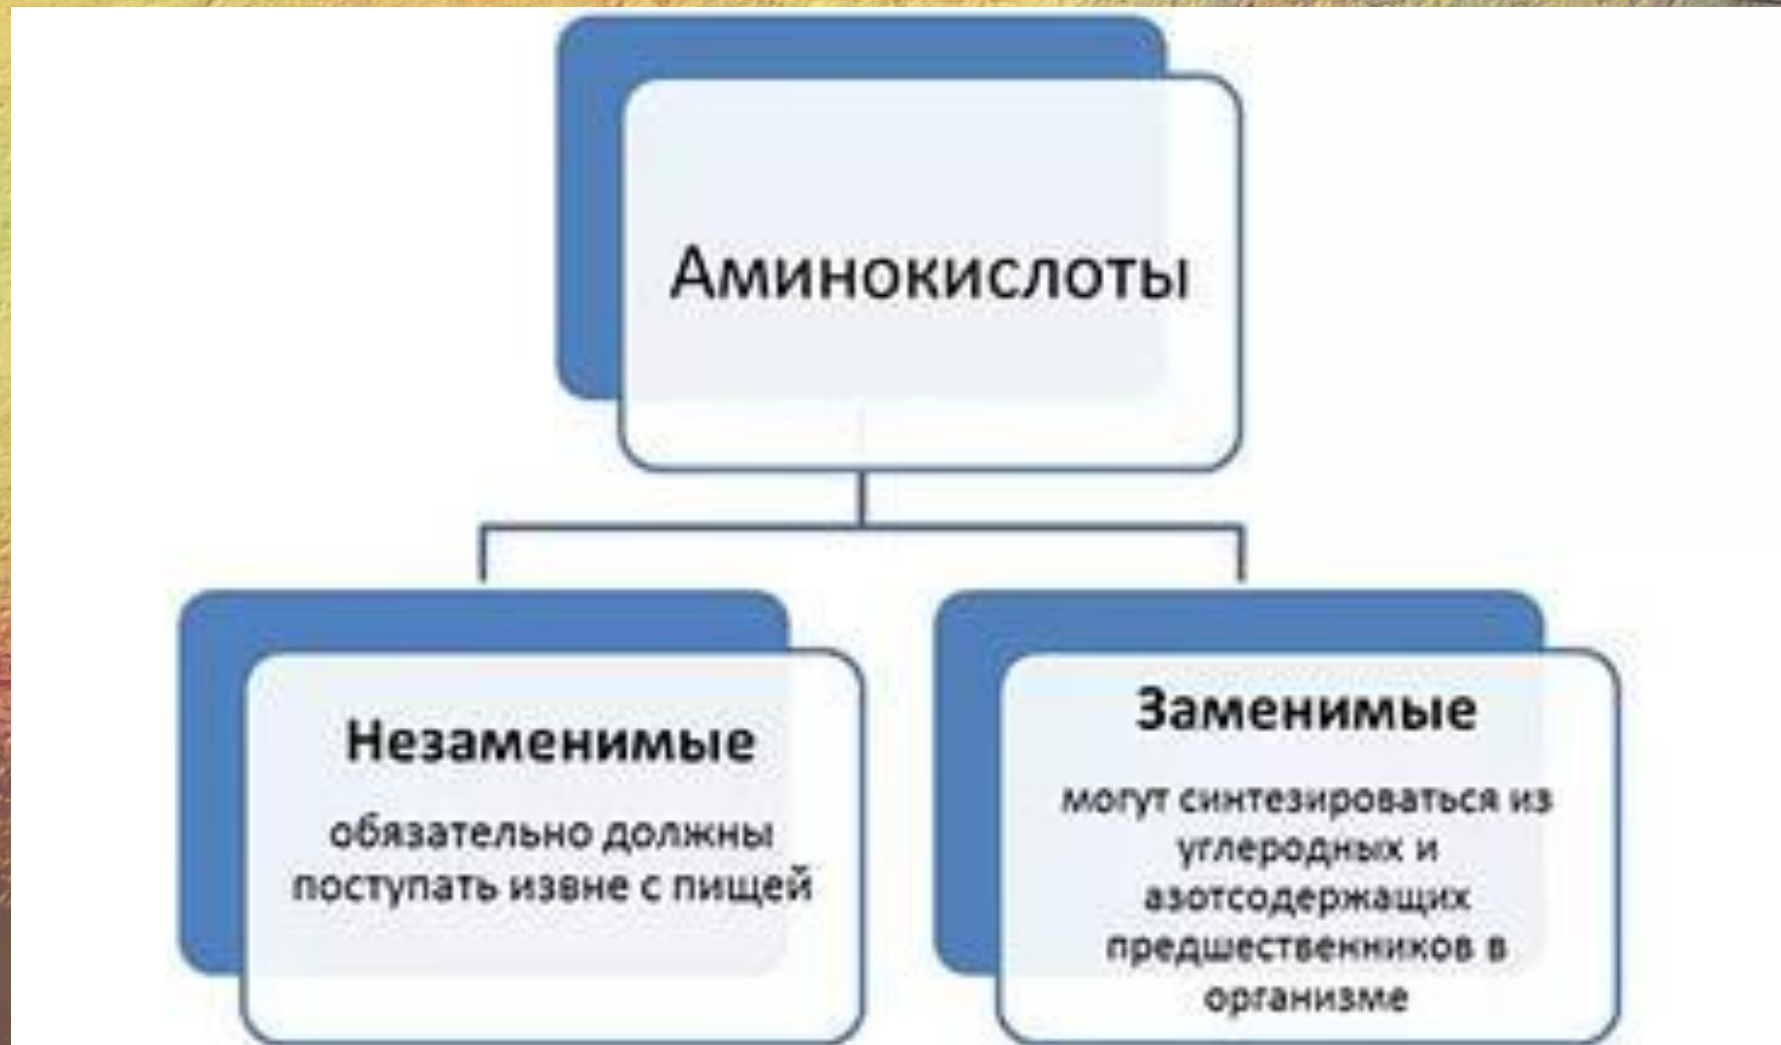 Аминокислоты
Незаменимые
обязательно должны
поступать извне с пищей
Заменимые
могут синтезироваться из
углеродных и
азотсодержащих
предшественников в
организме